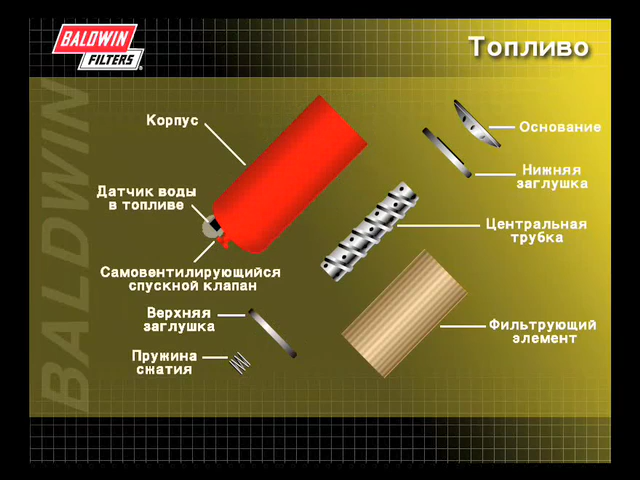 BALDWIN
FILTERS
Топливо
BALDWIN
Корпус
Датчик воды
в топливе
Самовентилирующийся
спускной клапан
Верхняя
заглушка
Пружина
сжатия
Основание
Нижняя
заглушка
Центральная
трубка
Фильтрующий
элемент